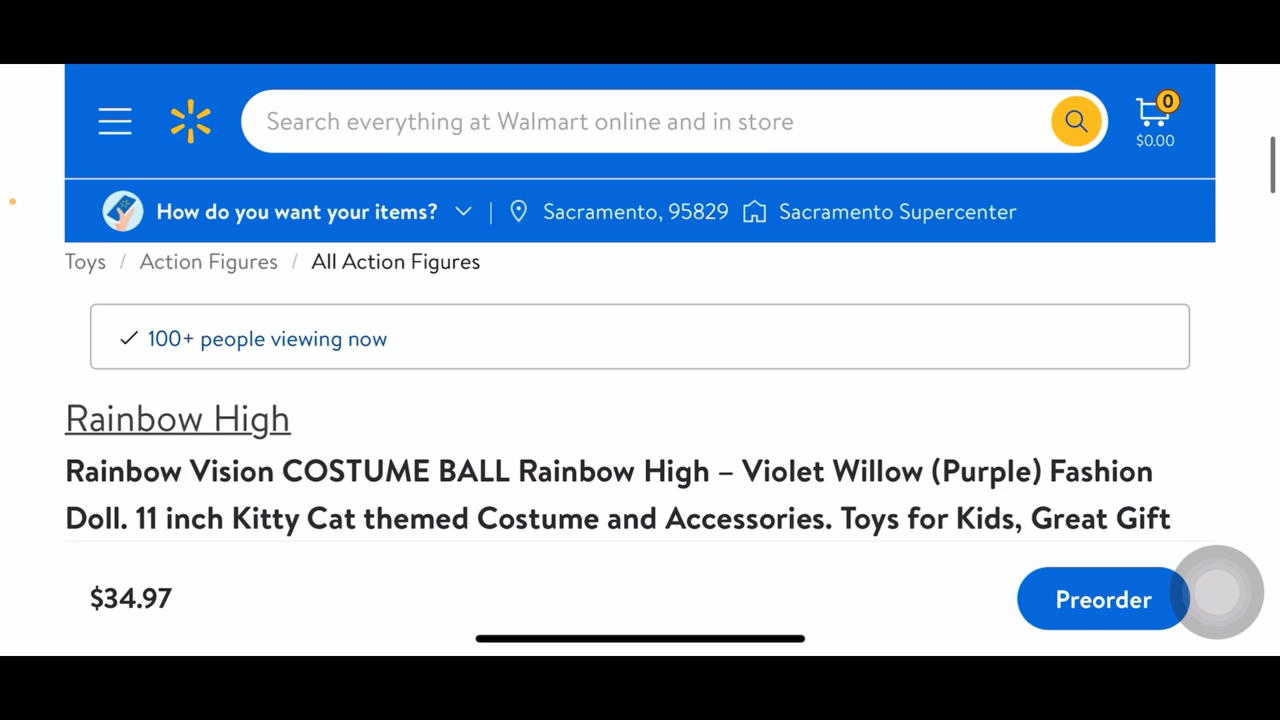 Search everything at Walmart online and in store
0
$0.00
How do you want your items? | Sacramento, 95829 Sacramento Supercenter
Toys / Action Figures / All Action Figures
100+ people viewing now
Rainbow High
Rainbow Vision COSTUME BALL Rainbow High – Violet Willow (Purple) Fashion
Doll. 11 inch Kitty Cat themed Costume and Accessories. Toys for Kids, Great Gift
$34.97
Preorder